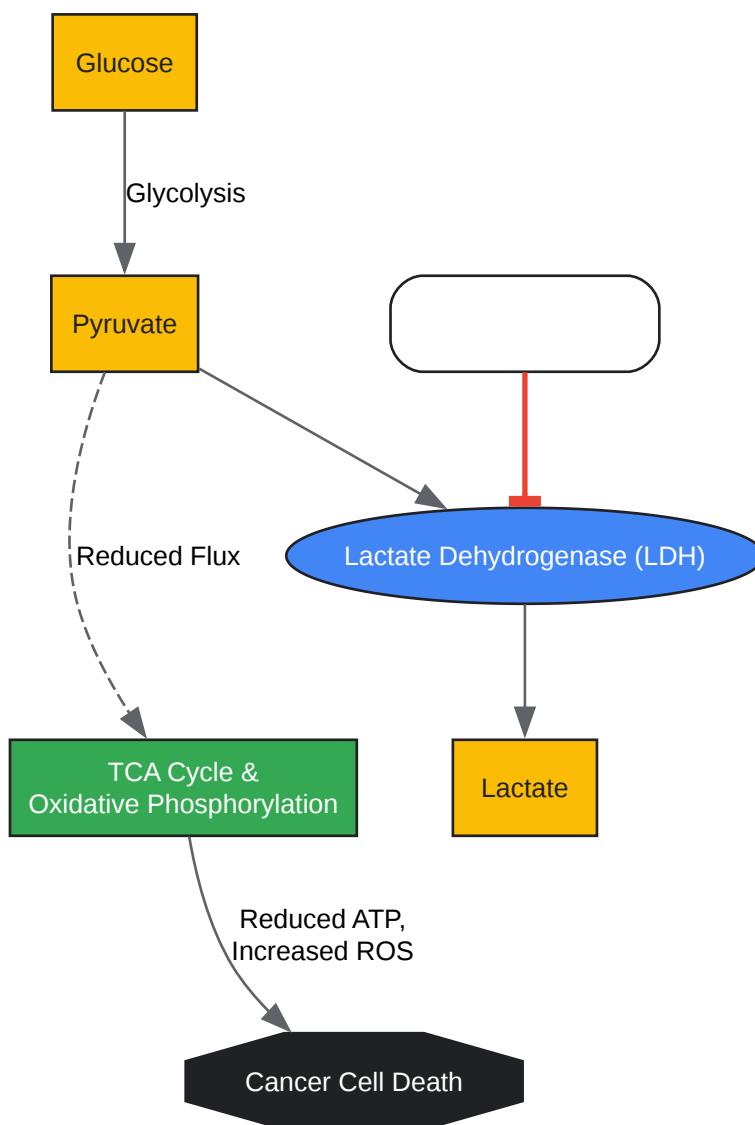 Glucose
Glycolysis
Pyruvate
Reduced Flux
Lactate Dehydrogenase (LDH)
TCA Cycle &
Oxidative Phosphorylation
Lactate
Reduced ATP,
Increased ROS
Cancer Cell Death